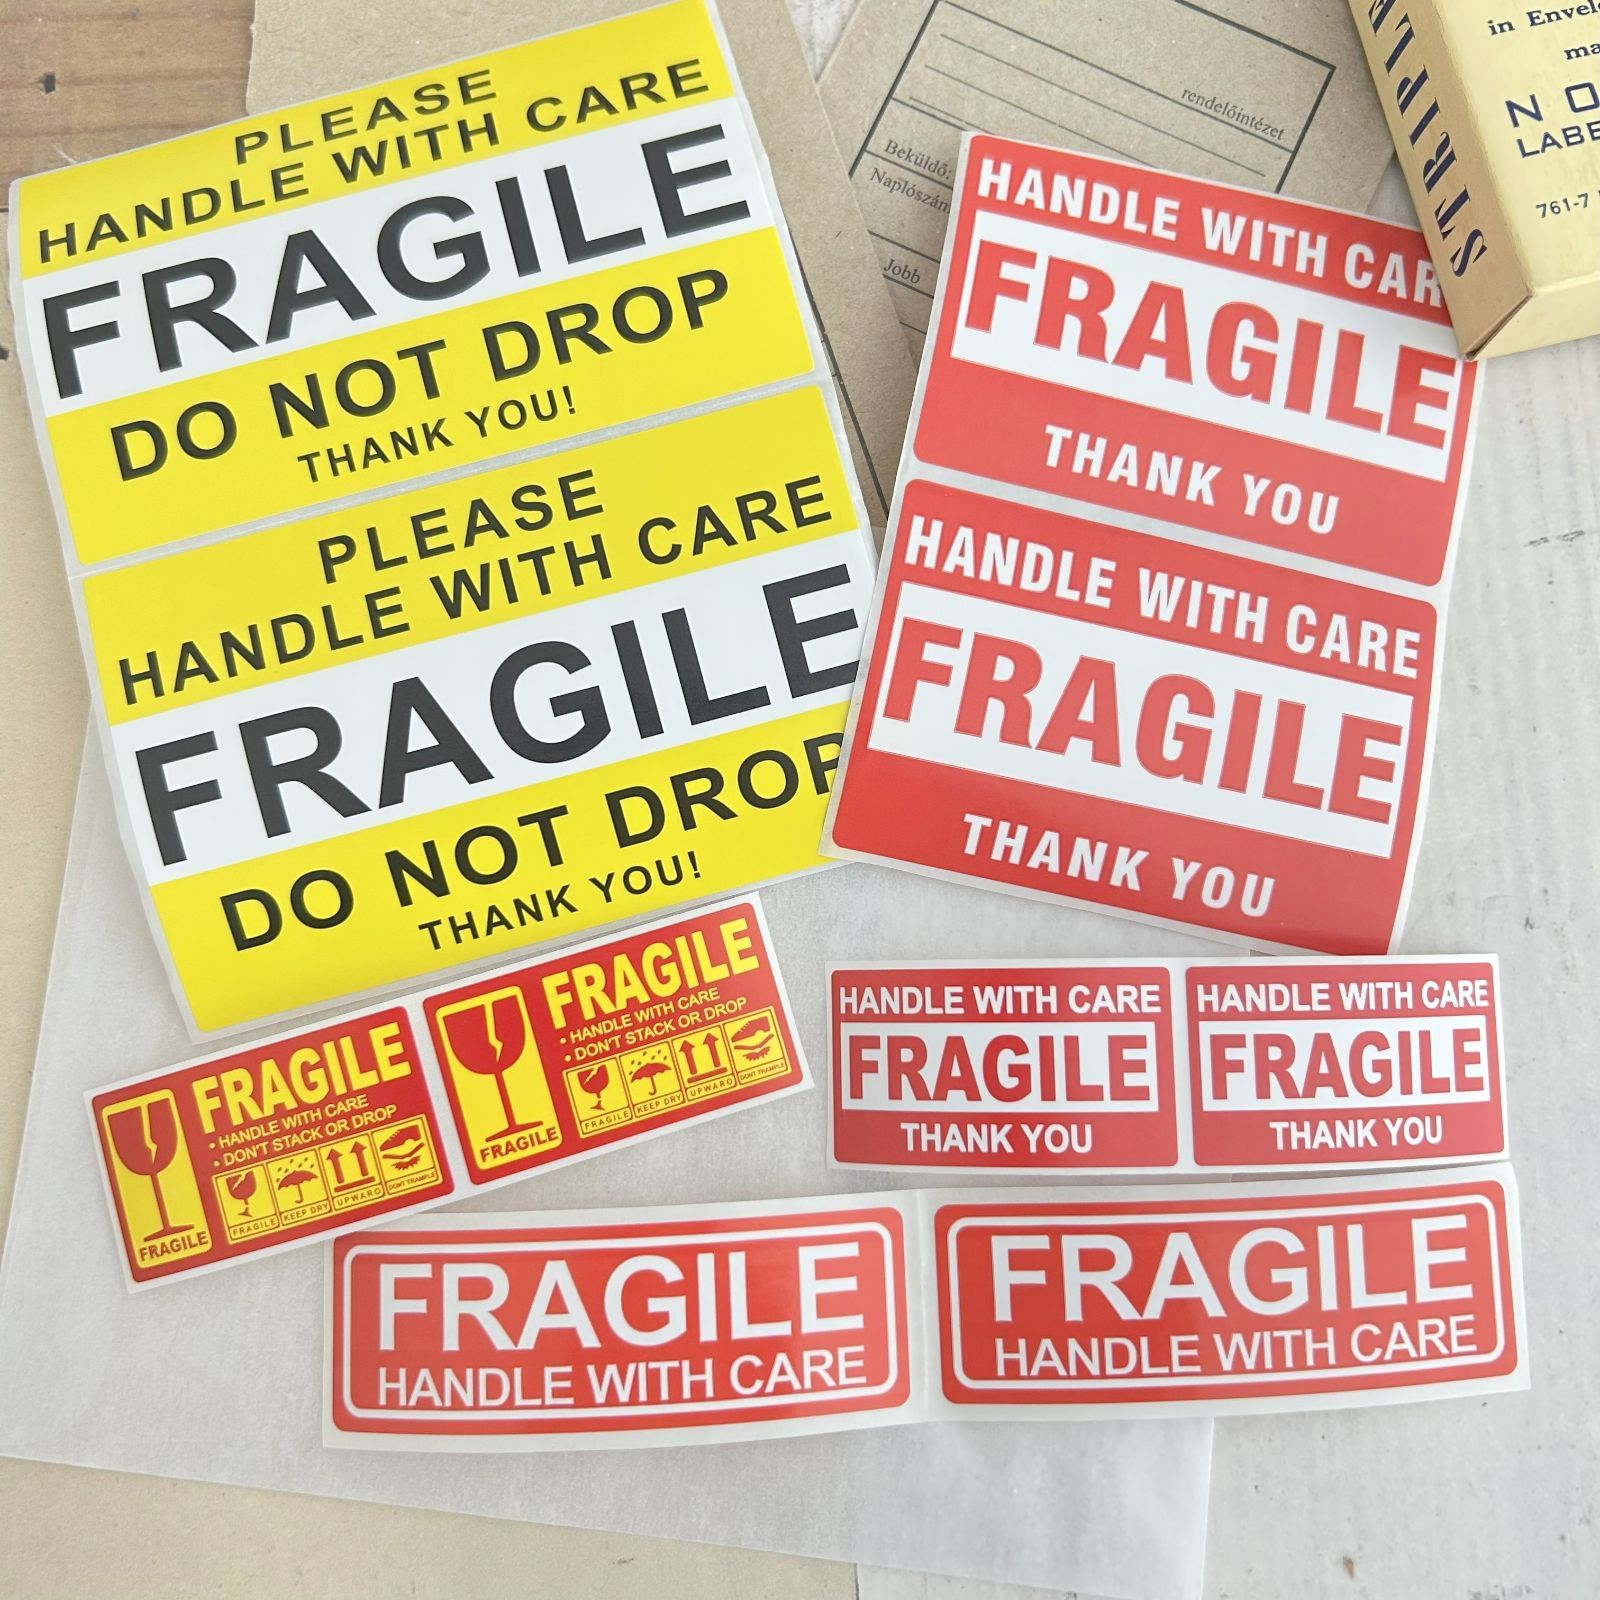 PLEASE
HANDLE WITH CARE
FRAGILE
DO NOT DROP
THANK YOU!
PLEASE
HANDLE WITH CARE
FRAGILE
DO NOT DROP
THANK YOU!
rendelőintézet
Beküldő:
Naplószám
Jobb
STRIPLE
in Envel
ma
N O
LABE
761-7
HANDLE WITH CAR
FRAGILE
THANK YOU
HANDLE WITH CARE
FRAGILE
THANK YOU
FRAGILE
FRAGILE
• HANDLE WITH CARE
• DON'T STACK OR DROP
FRAGILE
KEEP DRY
UPWARD
DONT TRAMPLE
FRAGILE
FRAGILE
• HANDLE WITH CARE
• DON'T STACK OR DROP
FRAGILE
KEEP DRY
UPWARD
DONT TRAMPLE
HANDLE WITH CARE
FRAGILE
THANK YOU
HANDLE WITH CARE
FRAGILE
THANK YOU
FRAGILE
HANDLE WITH CARE
FRAGILE
HANDLE WITH CARE